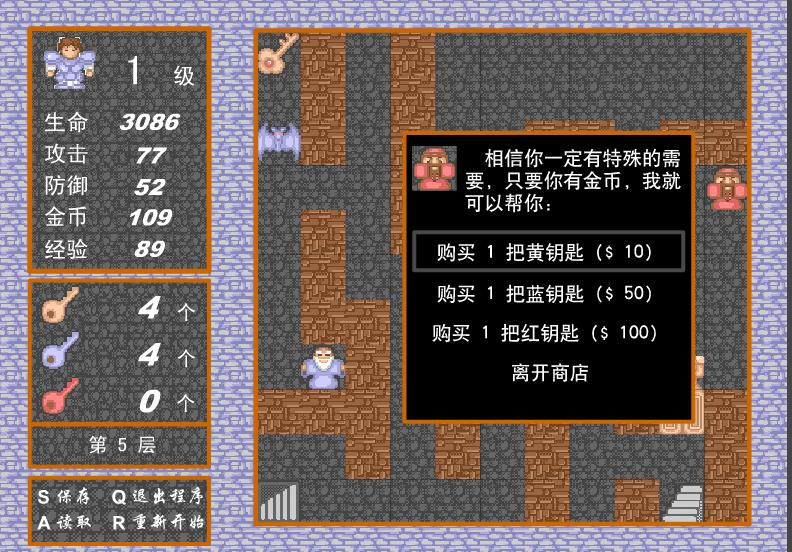 1 级
生命 3086
攻击 77
防御 52
金币 109
经验 89
4 个
4 个
0 个
第 5 层
S 保存 Q 退出程序
A 读取 R 重新开始
相信你一定有特殊的需
要，只要你有金币，我就
可以帮你：
购买 1 把黄钥匙（$ 10）
购买 1 把蓝钥匙（$ 50）
购买 1 把红钥匙（$ 100）
离开商店